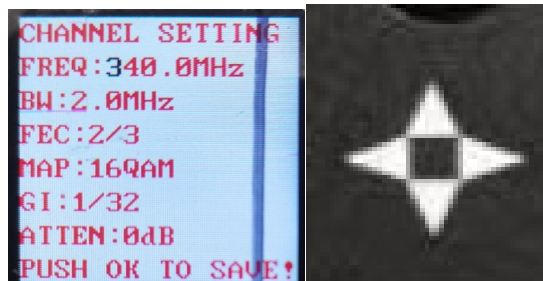 CHANNEL SETTING
FREQ:340.0MHz
BW:2.0MHz
FEC:2/3
MAP:16QAM
GI:1/32
ATTEN:0dB
PUSH OK TO SAVE!